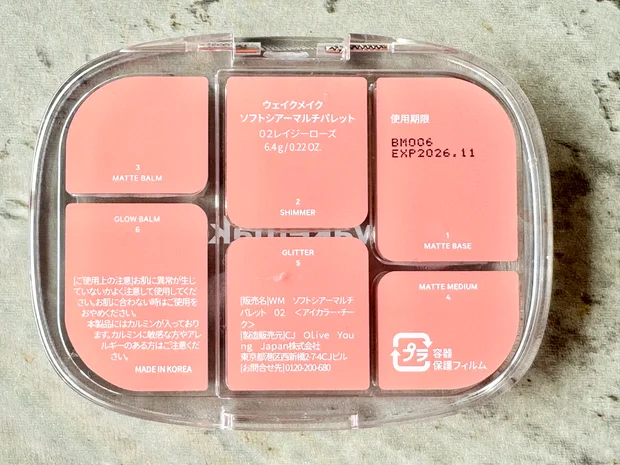 3
MATTE BALM
ウェイクメイク
ソフトシアーマルチパレット
02レイジーローズ
6.4g/0.22OZ.
2
SHIMMER
使用期限
BM006
EXP2026.11
1
MATTE BASE
GLOW BALM
6
[ご使用上の注意]お肌に異常が生じ
ていないかよく注意して使用してくだ
さい。お肌に合わない時はご使用を
おやめください。
本製品にはカルミンが入っており
ます。カルミンに敏感な方やアレ
ルギーのある方はご注意くださ
い。
MADE IN KOREA
GLITTER
5
[販売名]WM ソフトシアーマルチ
パレット 02 <アイカラー・チー
ク>
[製造販売元]CJ OLive You
ng Japan株式会社
東京都港区西新橋2-7-4CJビル
[お問合せ先]0120-200-680
MATTE MEDIUM
4
プラ
容器
保護フィルム